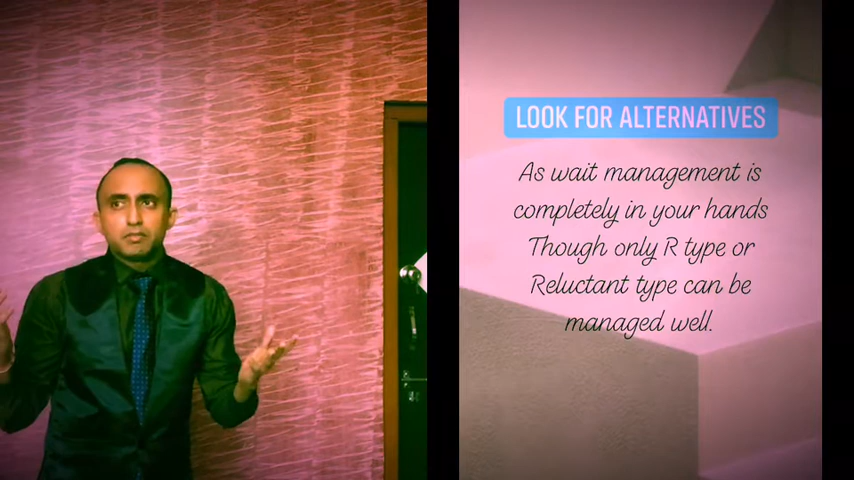 LOOK FOR ALTERNATIVES
As wait management is
completely in your hands
Though only R type or
Reluctant type can be
managed well.